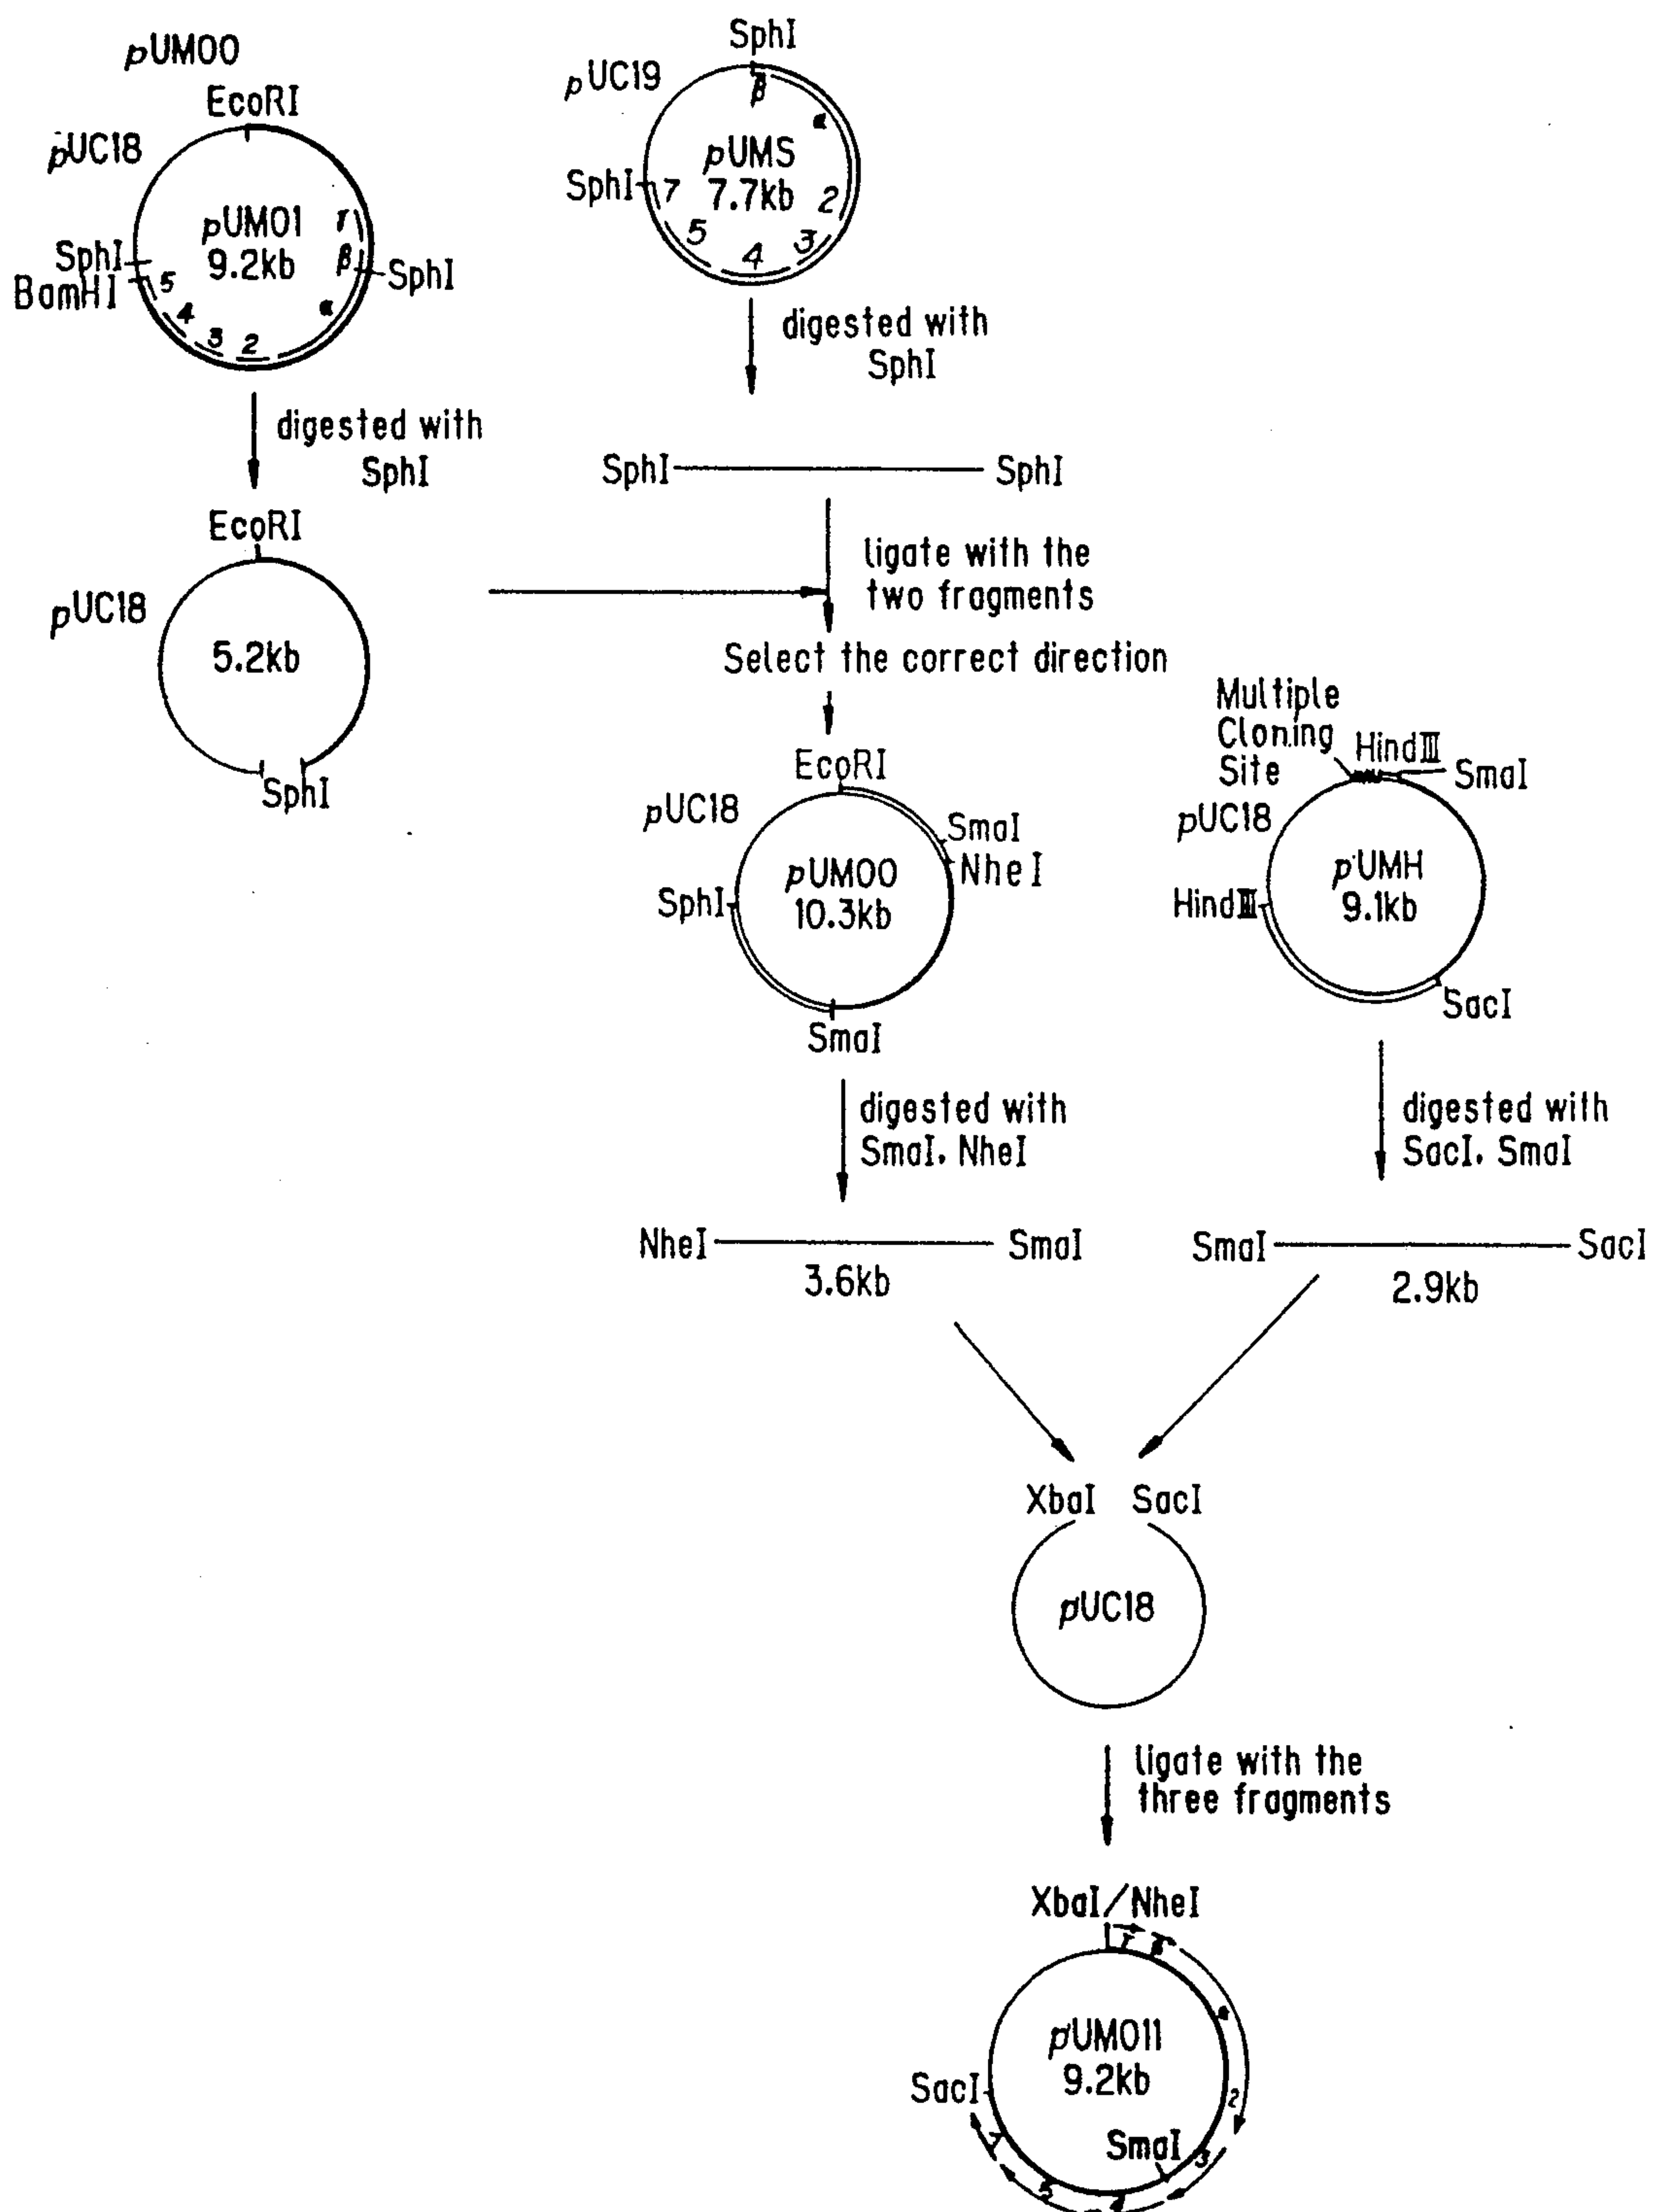 pUM00
EcoRI
pUC18
pUM01
9.2kb
r
β
α
SphI
BamHI
SphI
5
4
3
2
digested with
SphI
EcoRI
pUC18
5.2kb
SphI
SphI
pUC19
β
α
pUMS
7.7kb
SphI
7
5
4
3
2
digested with
SphI
SphI
SphI
ligate with the
two fragments
Select the correct direction
EcoRI
pUC18
SmaI
NheI
pUM00
10.3kb
SphI
SmaI
Multiple
Cloning
Site
HindIII
SmaI
pUC18
pUMH
9.1kb
HindIII
SacI
digested with
SmaI, NheI
digested with
SacI, SmaI
NheI
SmaI
3.6kb
SmaI
SacI
2.9kb
XbaI
SacI
pUC18
ligate with the
three fragments
XbaI/NheI
r
β
α
pUM011
9.2kb
SacI
2
SmaI
3
7
5
4